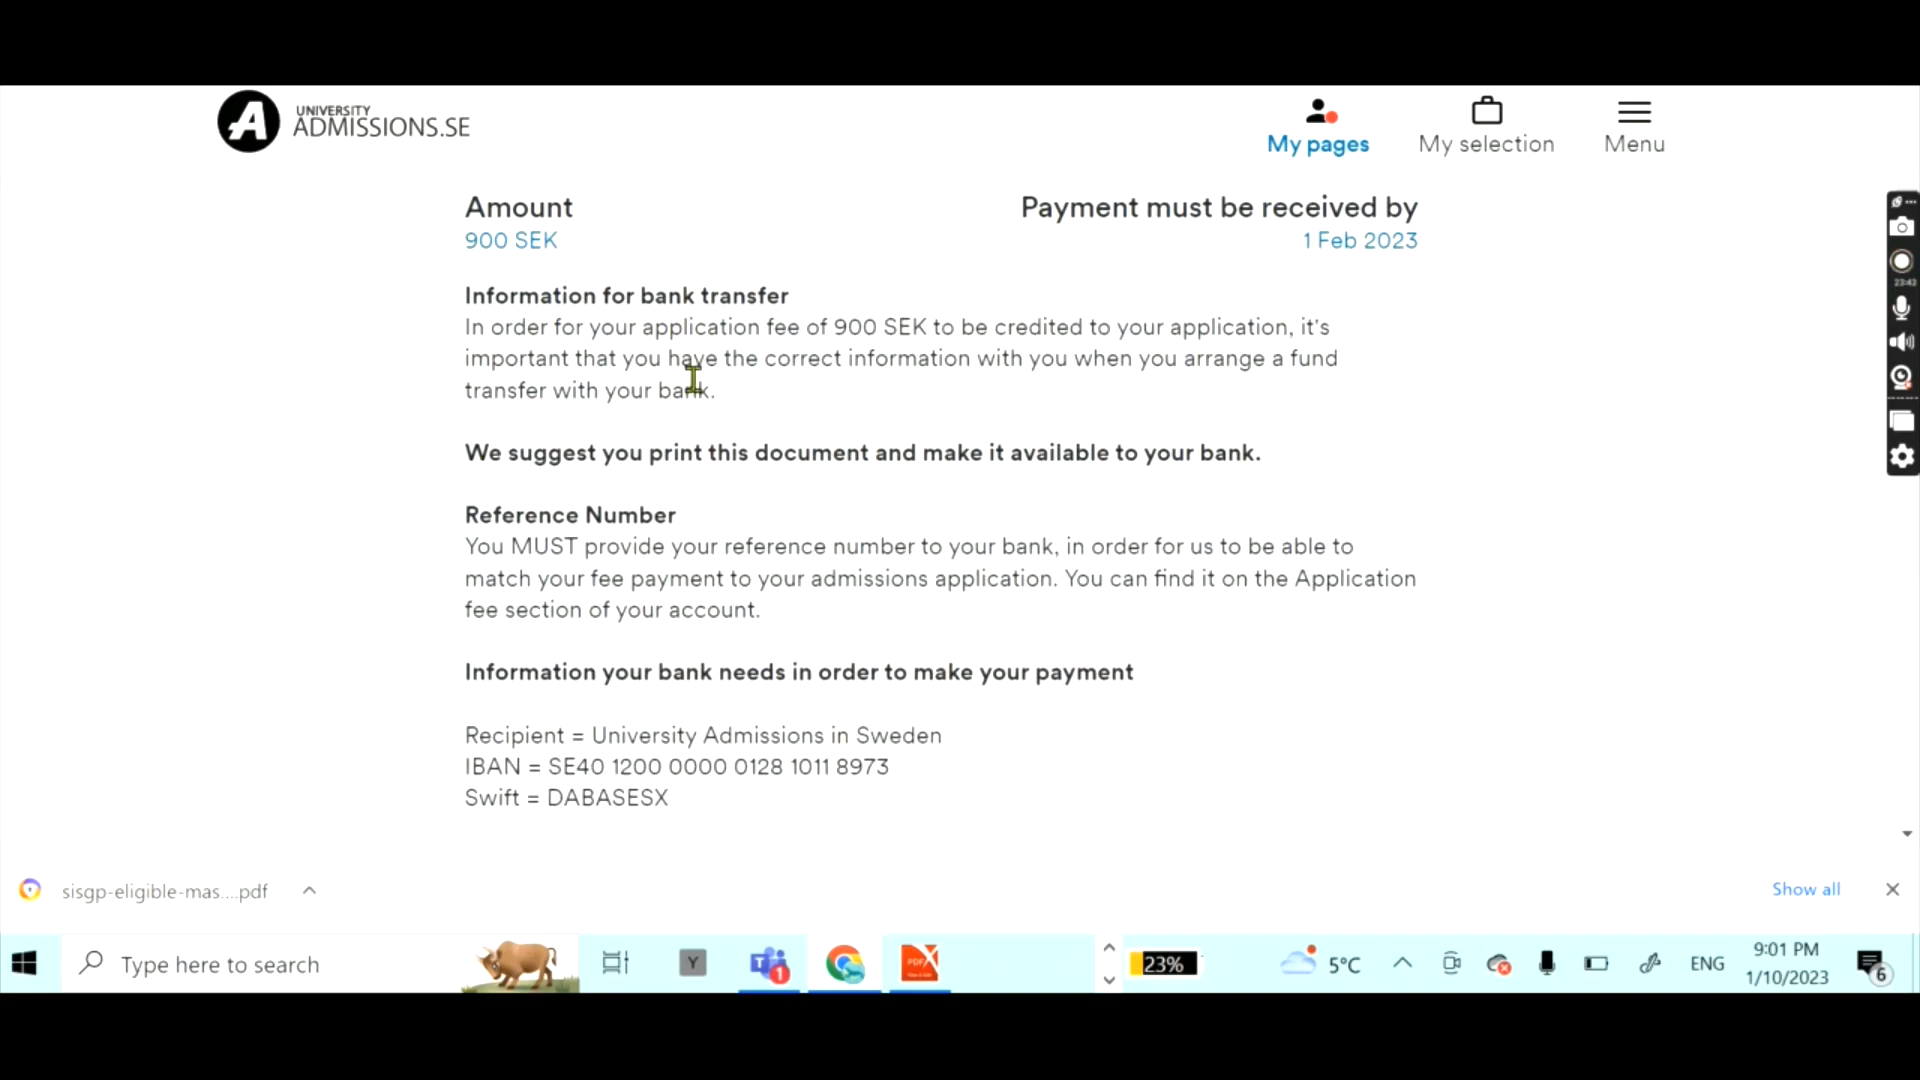 UNIVERSITY
ADMISSIONS.SE
My pages
My selection
Menu
Amount
Payment must be received by
900 SEK
1 Feb 2023
Information for bank transfer
In order for your application fee of 900 SEK to be credited to your application, it's
important that you have the correct information with you when you arrange a fund
transfer with your bank.
We suggest you print this document and make it available to your bank.
Reference Number
You MUST provide your reference number to your bank, in order for us to be able to
match your fee payment to your admissions application. You can find it on the Application
fee section of your account.
Information your bank needs in order to make your payment
Recipient = University Admissions in Sweden
IBAN = SE40 1200 0000 0128 1011 8973
Swift = DABASESX
23:43
sisgp-eligible-mas....pdf
Show all
Type here to search
Y
T
1
PDF
23%
5°C
ENG
9:01 PM
1/10/2023
6